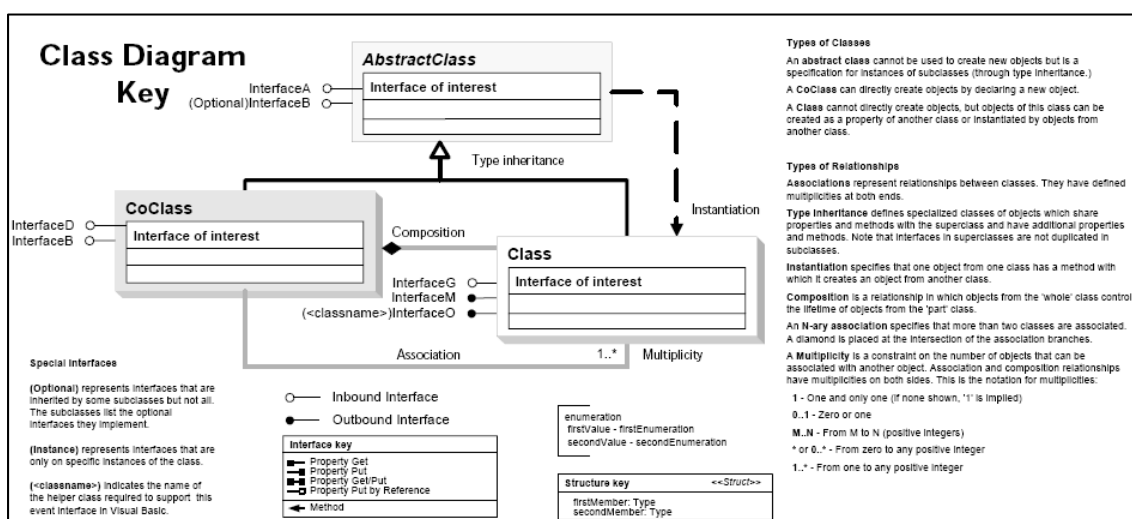 Class Diagram
Key
AbstractClass
Interface of interest
InterfaceA
(Optional)InterfaceB
Type inheritance
CoClass
Interface of interest
InterfaceD
InterfaceB
Composition
Instantiation
Class
Interface of interest
InterfaceG
InterfaceM
(<classname>)InterfaceO
Association
1..*
Multiplicity
Special Interfaces
(Optional) represents interfaces that are
inherited by some subclasses but not all.
The subclasses list the optional
interfaces they implement.
(Instance) represents interfaces that are
only on specific instances of the class.
(<classname>) indicates the name of
the helper class required to support this
event interface in Visual Basic.
Inbound Interface
Outbound Interface
Interface key
Property Get
Property Put
Property Get/Put
Property Put by Reference
Method
enumeration
firstValue - firstEnumeration
secondValue - secondEnumeration
Structure key
<<Struct>>
firstMember: Type
secondMember: Type
Types of Classes
An abstract class cannot be used to create new objects but is a
specification for instances of subclasses (through type inheritance.)
A CoClass can directly create objects by declaring a new object.
A Class cannot directly create objects, but objects of this class can be
created as a property of another class or instantiated by objects from
another class.
Types of Relationships
Associations represent relationships between classes. They have defined
multiplicities at both ends.
Type inheritance defines specialized classes of objects which share
properties and methods with the superclass and have additional properties
and methods. Note that interfaces in superclasses are not duplicated in
subclasses.
Instantiation specifies that one object from one class has a method with
which it creates an object from another class.
Composition is a relationship in which objects from the 'whole' class control
the lifetime of objects from the 'part' class.
An N-ary association specifies that more than two classes are associated.
A diamond is placed at the intersection of the association branches.
A Multiplicity is a constraint on the number of objects that can be
associated with another object. Association and composition relationships
have multiplicities on both sides. This is the notation for multiplicities:
1 - One and only one (if none shown, '1' is implied)
0..1 - Zero or one
M..N - From M to N (positive integers)
* or 0..* - From zero to any positive integer
1..* - From one to any positive integer